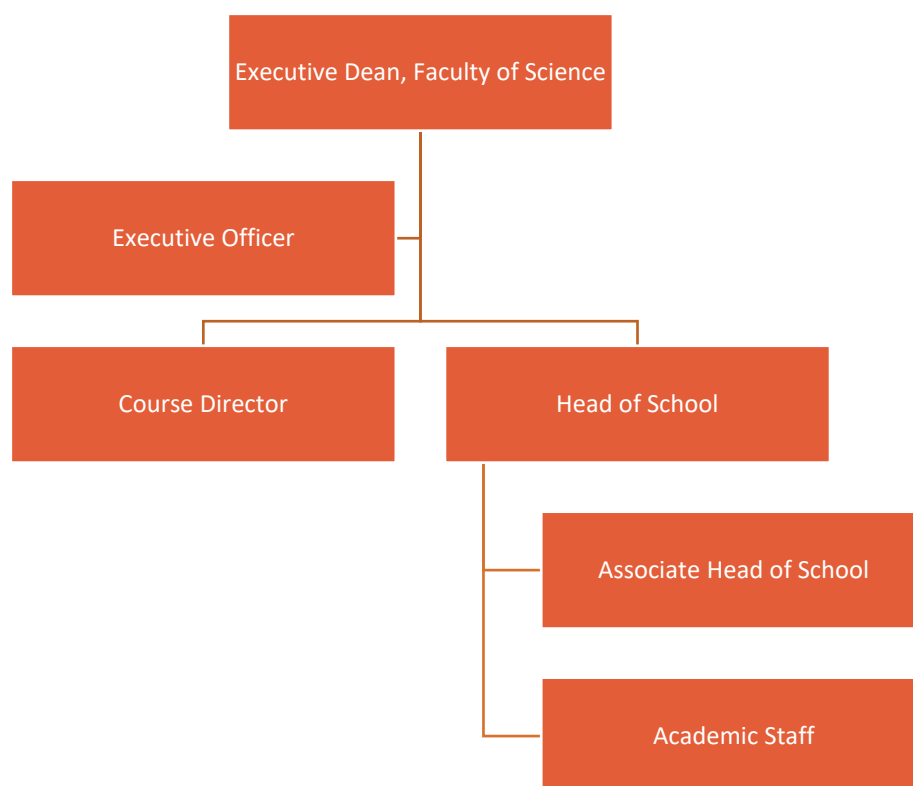 Executive Dean, Faculty of Science
Executive Officer
Course Director
Head of School
Associate Head of School
Academic Staff